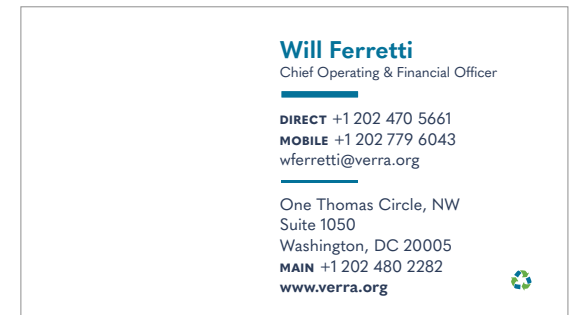 Will Ferretti
Chief Operating & Financial Officer
DIRECT +1 202 470 5661
MOBILE +1 202 779 6043
wferretti@verra.org
One Thomas Circle, NW
Suite 1050
Washington, DC 20005
MAIN +1 202 480 2282
www.verra.org